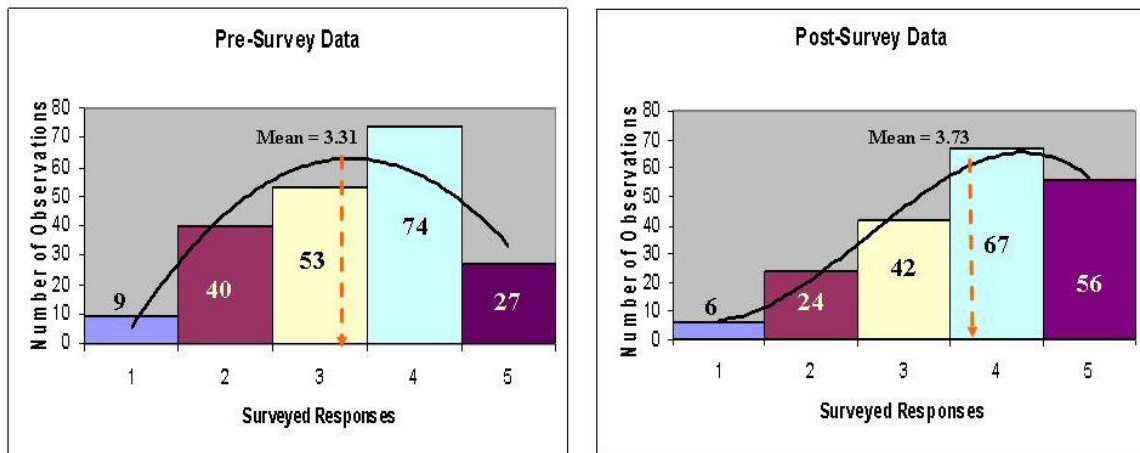 Pre-Survey Data
Number of Observations
80
70
60
50
40
30
20
10
0
Mean = 3.31
9
40
53
74
27
1 2 3 4 5
Surveyed Responses
Post-Survey Data
Number of Observations
80
70
60
50
40
30
20
10
0
Mean = 3.73
6
24
42
67
56
1 2 3 4 5
Surveyed Responses